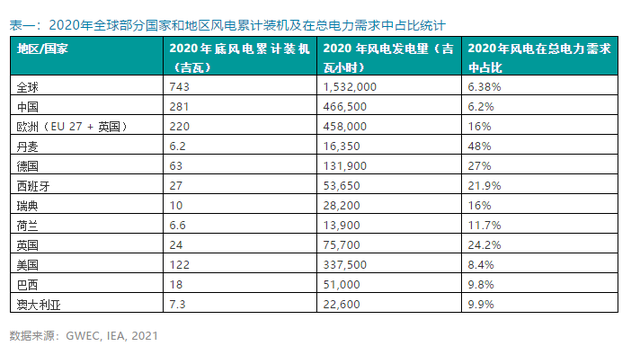 表一：2020年全球部分国家和地区风电累计装机及在总电力需求中占比统计
地区/国家 2020年底风电累计装机（吉瓦） 2020 年风电发电量（吉瓦小时） 2020年风电在总电力需求中占比
全球 743 1,532,000 6.38%
中国 281 466,500 6.2%
欧洲（EU 27 + 英国） 220 458,000 16%
丹麦 6.2 16,350 48%
德国 63 131,900 27%
西班牙 27 53,650 21.9%
瑞典 10 28,200 16%
荷兰 6.6 13,900 11.7%
英国 24 75,700 24.2%
美国 122 337,500 8.4%
巴西 18 51,000 9.8%
澳大利亚 7.3 22,600 9.9%
数据来源：GWEC, IEA, 2021